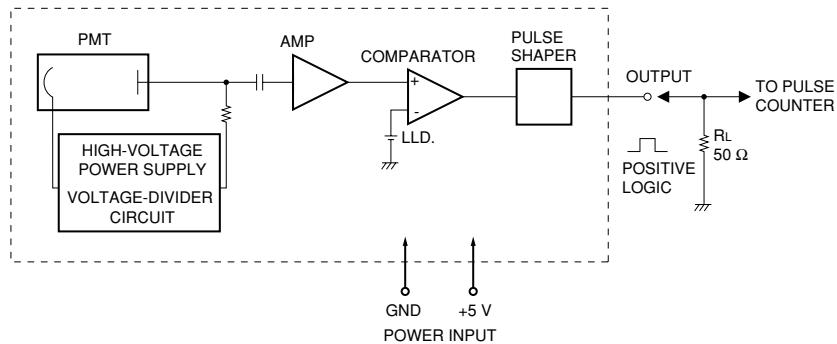 PMT
AMP
COMPARATOR
PULSE
SHAPER
+
-
LLD.
HIGH-VOLTAGE
POWER SUPPLY
VOLTAGE-DIVIDER
CIRCUIT
OUTPUT
TO PULSE
COUNTER
RL
50 Ω
POSITIVE
LOGIC
GND
+5 V
POWER INPUT